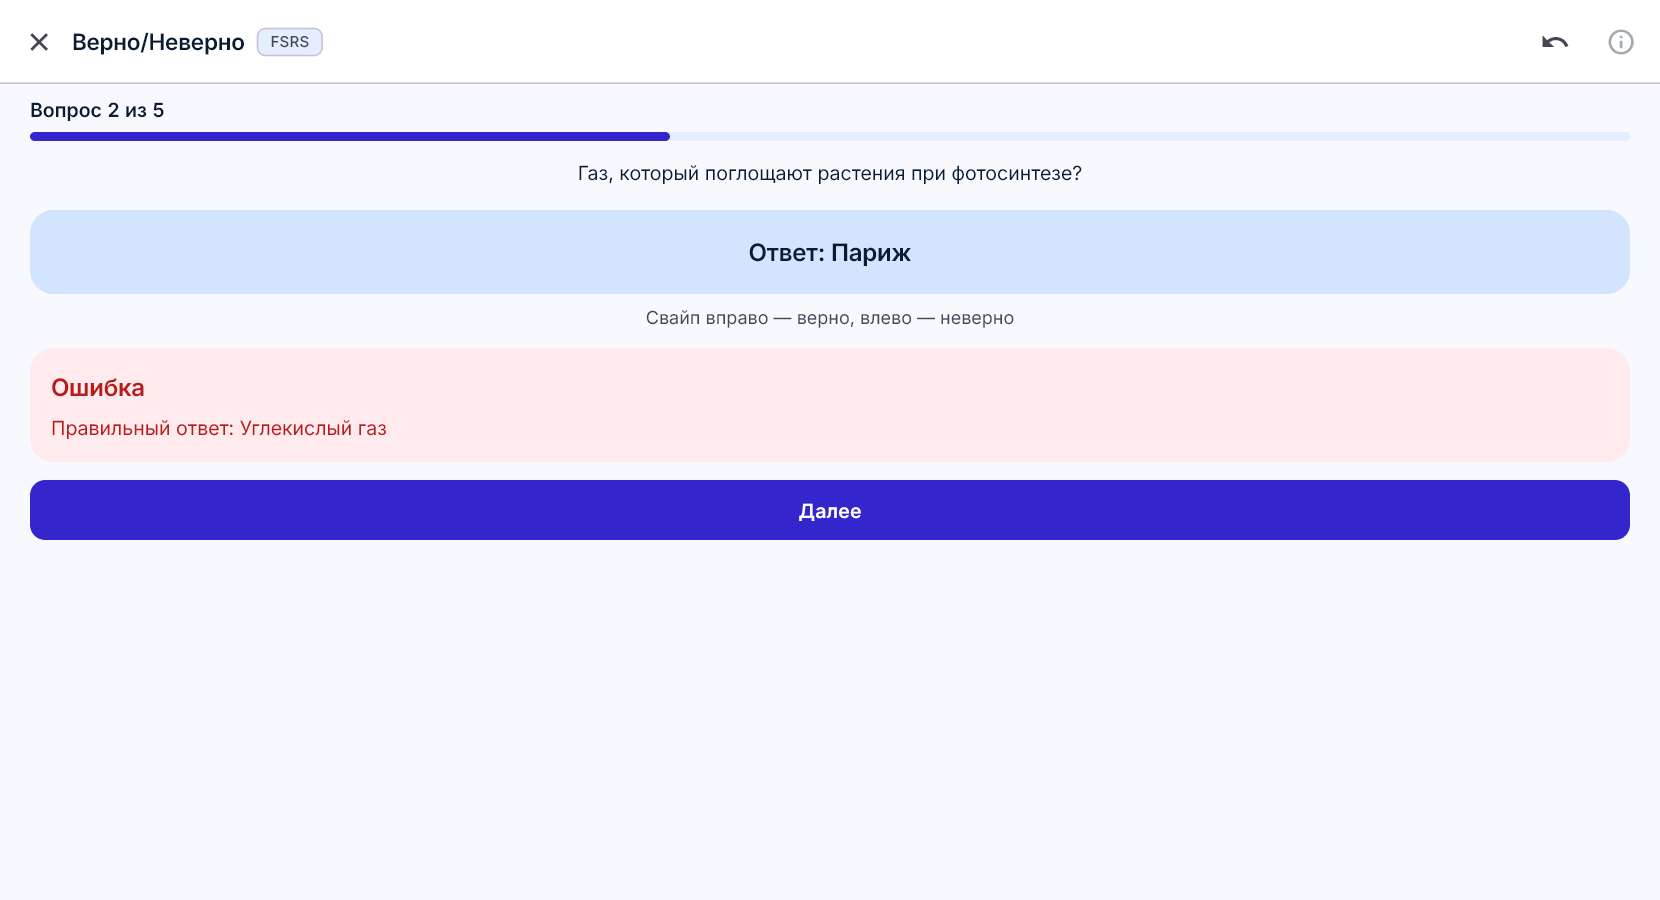 Верно/Неверно FSRS
Вопрос 2 из 5
Газ, который поглощают растения при фотосинтезе?
Ответ: Париж
Свайп вправо — верно, влево — неверно
Ошибка
Правильный ответ: Углекислый газ
Далее